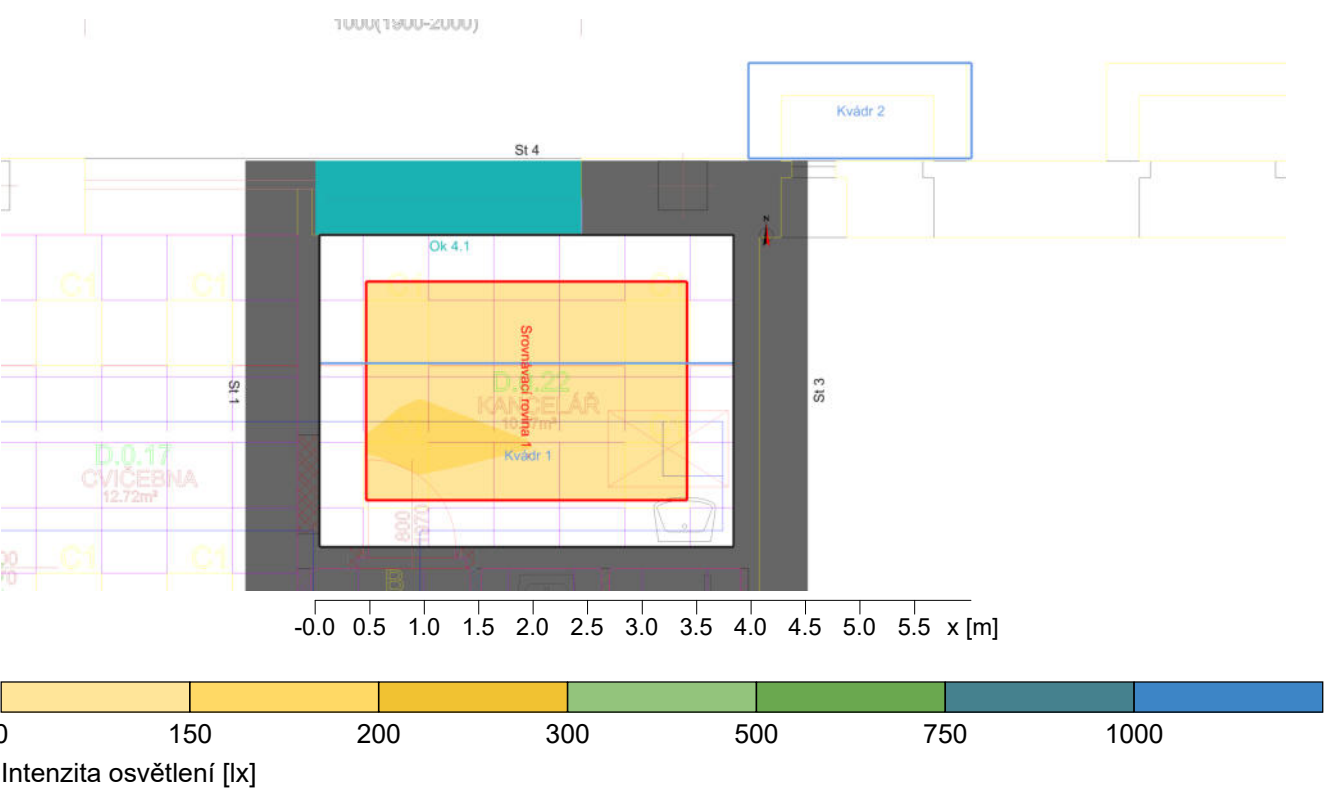 1000(1900-2000)
Kvádr 2
St 4
N
Ok 4.1
C1 C1 C1 C1
Srovnávací rovina 1
St 1
St 3
KANCELÁŘ
Kvádr 1
D.0.17
CVIČEBNA
12.72m²
800
1970
C1 C1
B
-0.0 0.5 1.0 1.5 2.0 2.5 3.0 3.5 4.0 4.5 5.0 5.5 x [m]
0 150 200 300 500 750 1000
Intenzita osvětlení [lx]